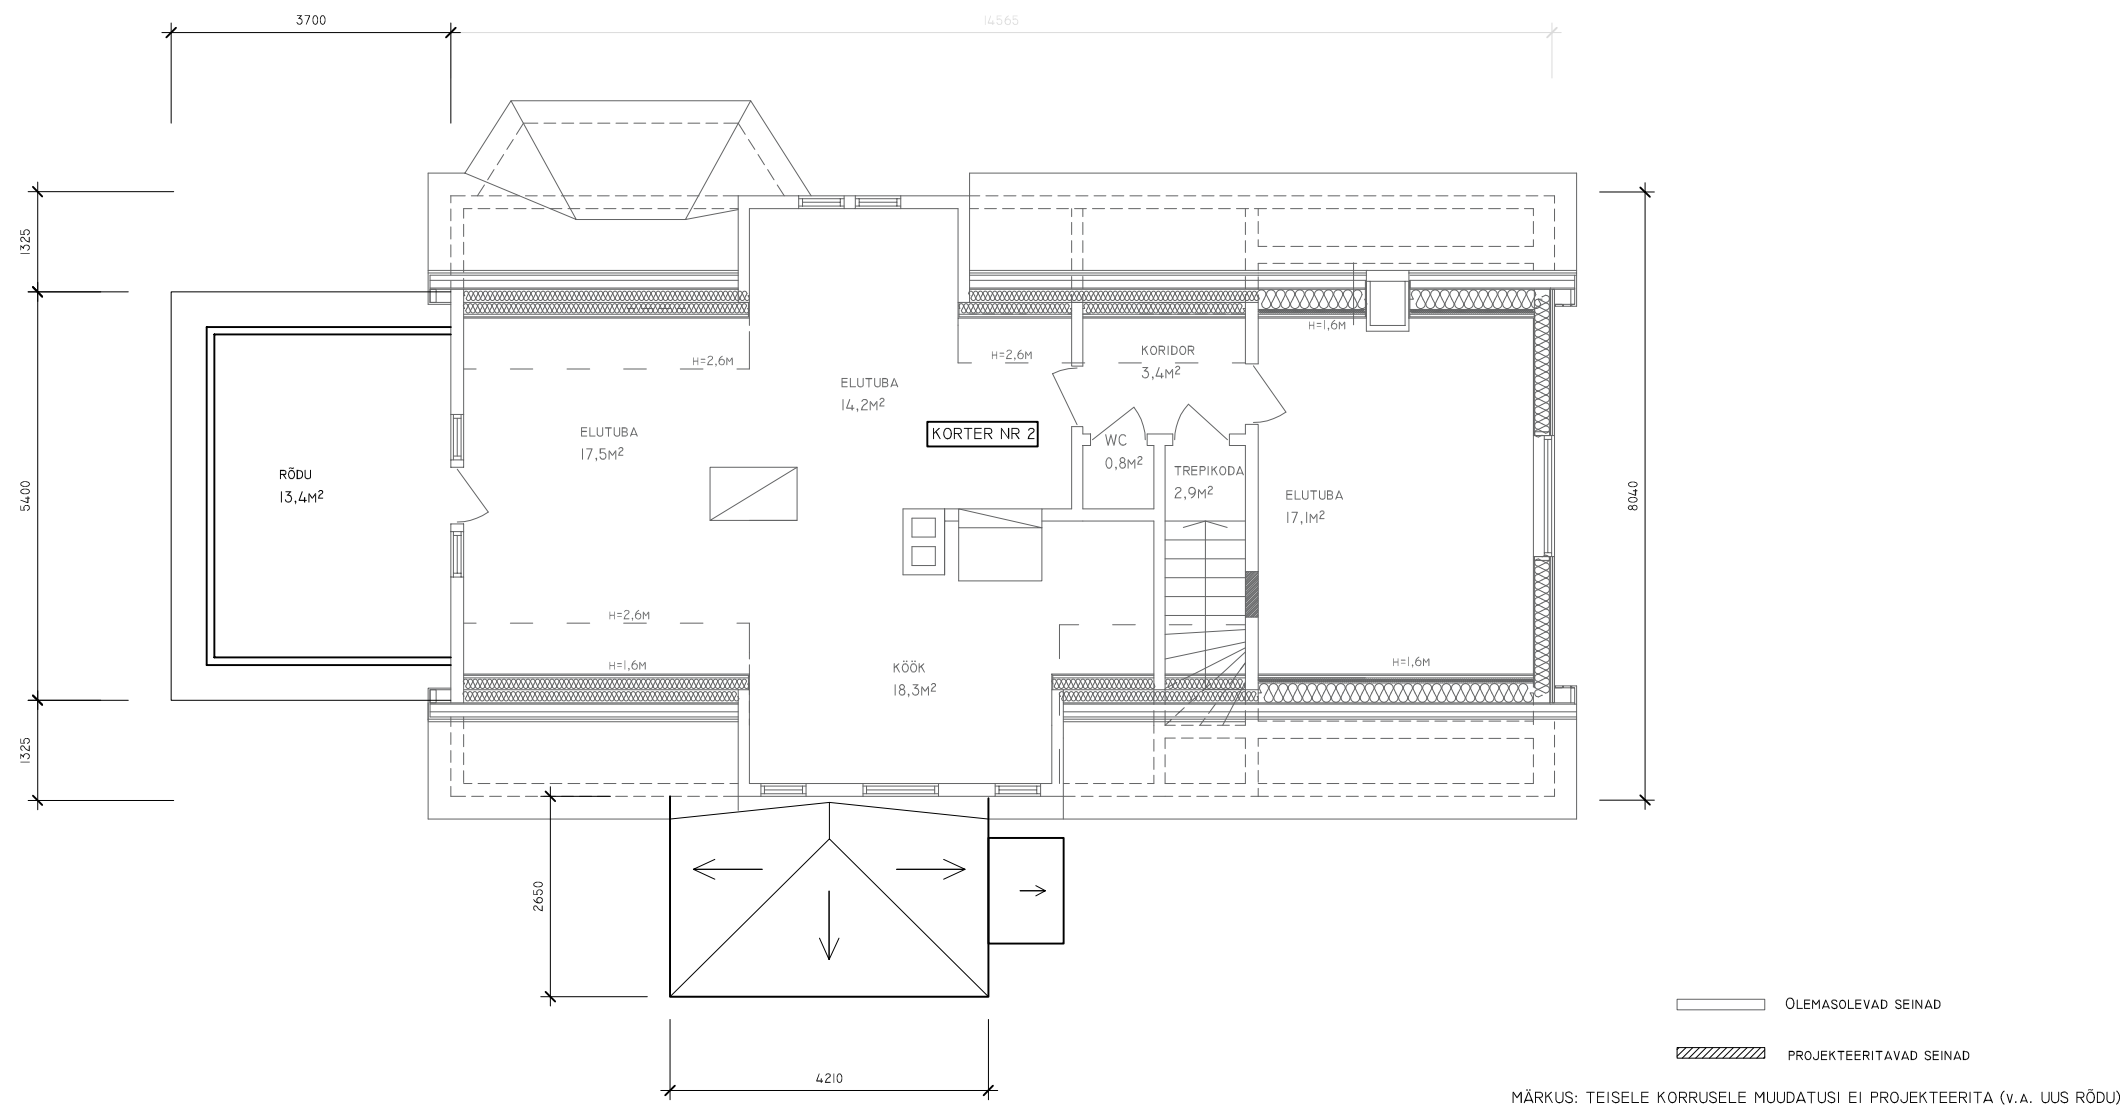 3700
14565
1325
5400
1325
8040
H=1,6M
H=2,6M
H=2,6M
KORIDOR
3,4M²
ELUTUBA
14,2M²
KORTER NR 2
ELUTUBA
17,5M²
WC
0,8M²
TREPIKODA
2,9M²
RÕDU
13,4M²
ELUTUBA
17,1M²
H=2,6M
H=1,6M
H=1,6M
KÖÖK
18,3M²
2650
4210
OLEMASOLEVAD SEINAD
PROJEKTEERITAVAD SEINAD
MÄRKUS: TEISELE KORRUSELE MUUDATUSI EI PROJEKTEERITA (V.A. UUS RÕDU)